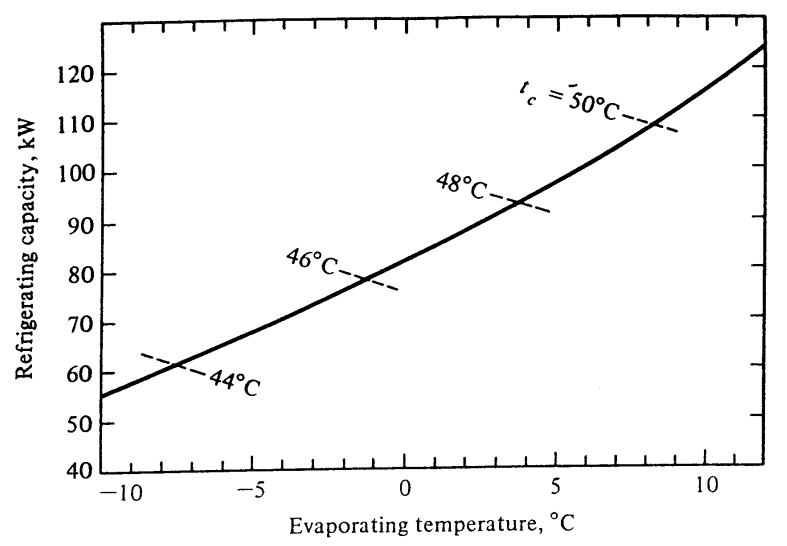 120
110
100
90
80
70
60
50
40
Refrigerating capacity, kW
t_c = 50°C
48°C
46°C
44°C
−10 −5 0 5 10
Evaporating temperature, °C